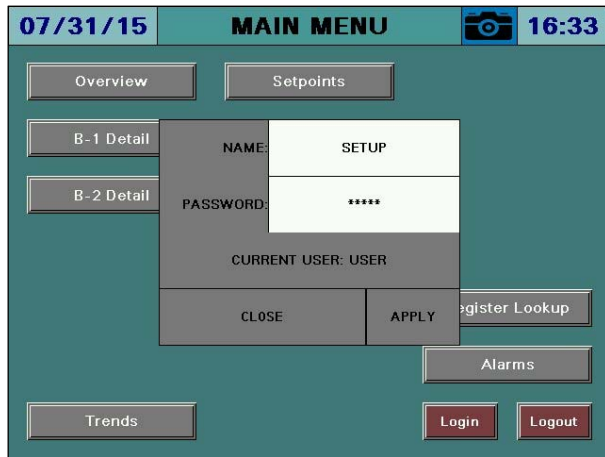 07/31/15 MAIN MENU 16:33
Overview Setpoints
B-1 Detail
NAME: SETUP
B-2 Detail
PASSWORD: *****
CURRENT USER: USER
CLOSE APPLY
egister Lookup
Alarms
Trends Login Logout